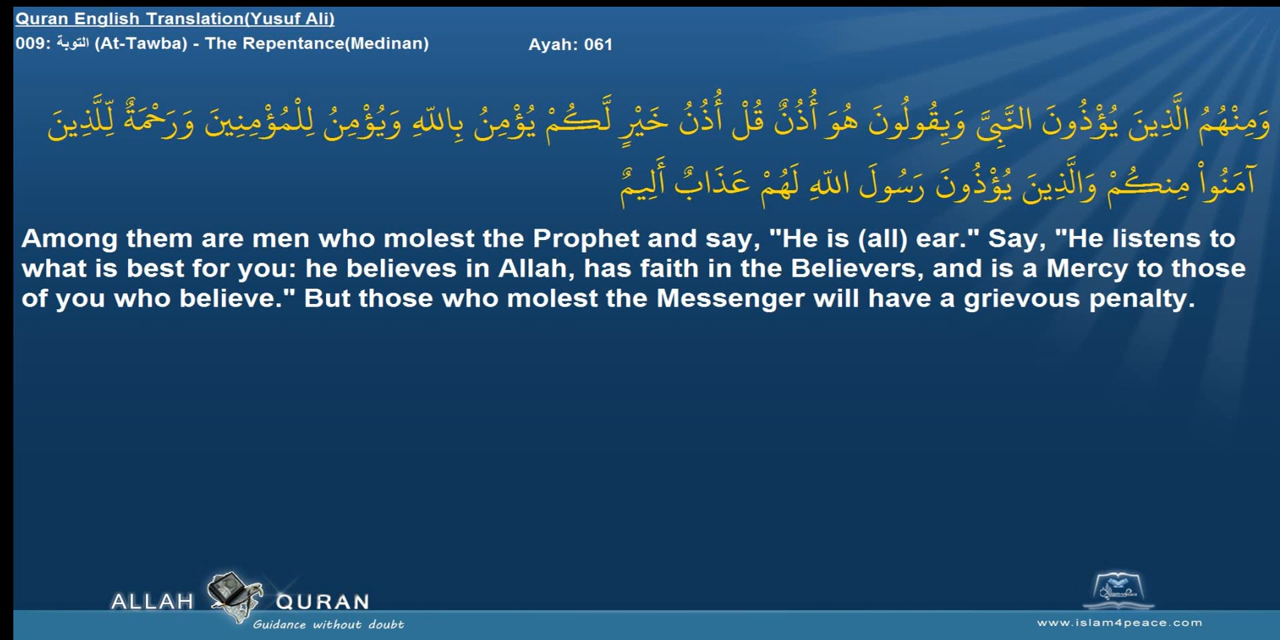 Quran English Translation(Yusuf Ali)
009: التوبة (At-Tawba) - The Repentance(Medinan) Ayah: 061
وَمِنْهُمُ الَّذِينَ يُؤْذُونَ النَّبِيَّ وَيِقُولُونَ هُوَ أُذُنٌ قُلْ أُذُنُ خَيْرٍ لَّكُمْ يُؤْمِنُ بِاللّهِ وَيُؤْمِنُ لِلْمُؤْمِنِينَ وَرَحْمَةٌ لِّلَّذِينَ
آمَنُواْ مِنكُمْ وَالَّذِينَ يُؤْذُونَ رَسُولَ اللّهِ لَهُمْ عَذَابٌ أَلِيمٌ
Among them are men who molest the Prophet and say, "He is (all) ear." Say, "He listens to
what is best for you: he believes in Allah, has faith in the Believers, and is a Mercy to those
of you who believe." But those who molest the Messenger will have a grievous penalty.
ALLAH QURAN
Guidance without doubt
www.islam4peace.com